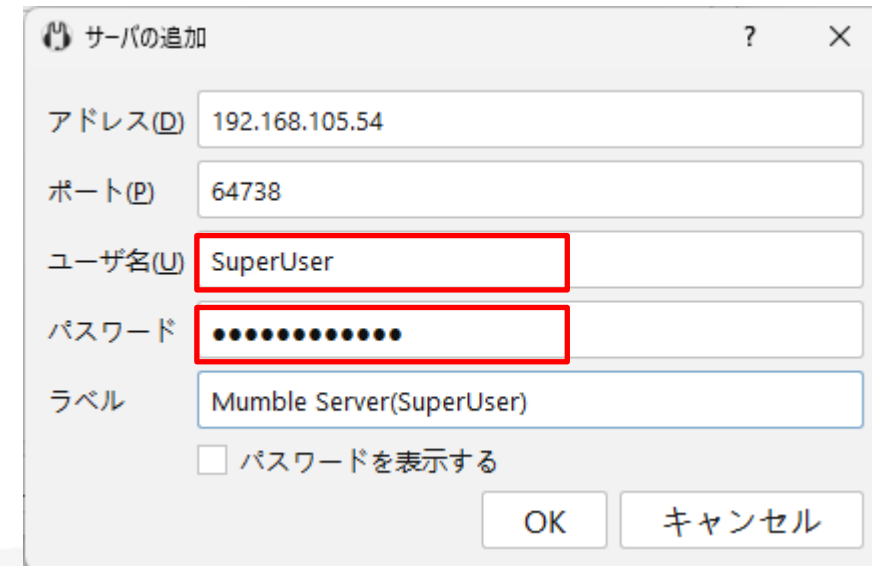 サーバの追加 ? ×
アドレス(D) 192.168.105.54
ポート(P) 64738
ユーザ名(U) SuperUser
パスワード ●●●●●●●●●●●●
ラベル Mumble Server(SuperUser)
パスワードを表示する
OK キャンセル